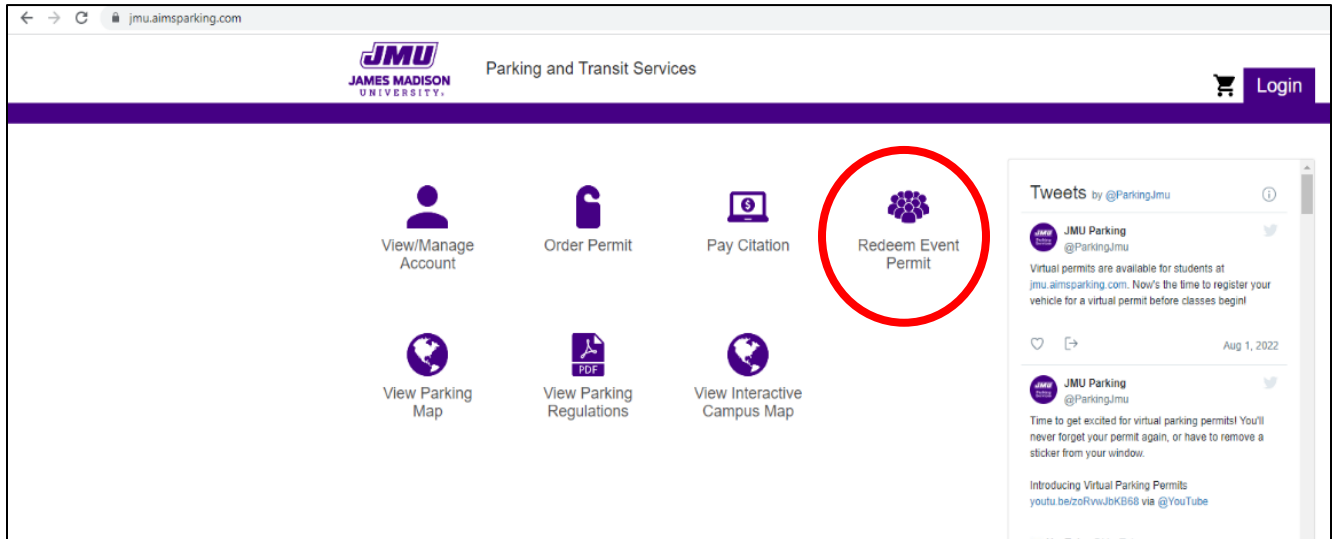 jmu.aimsparking.com
JMU
JAMES MADISON
UNIVERSITY.
Parking and Transit Services
Login
View/Manage
Account
Order Permit
Pay Citation
Redeem Event
Permit
View Parking
Map
PDF
View Parking
Regulations
View Interactive
Campus Map
Tweets by @ParkingJmu
JMU Parking
@ParkingJmu
Virtual permits are available for students at
jmu.aimsparking.com. Now's the time to register your
vehicle for a virtual permit before classes begin!
Aug 1, 2022
JMU Parking
@ParkingJmu
Time to get excited for virtual parking permits! You'll
never forget your permit again, or have to remove a
sticker from your window.
Introducing Virtual Parking Permits
youtu.be/zoRvwJbKB68 via @YouTube